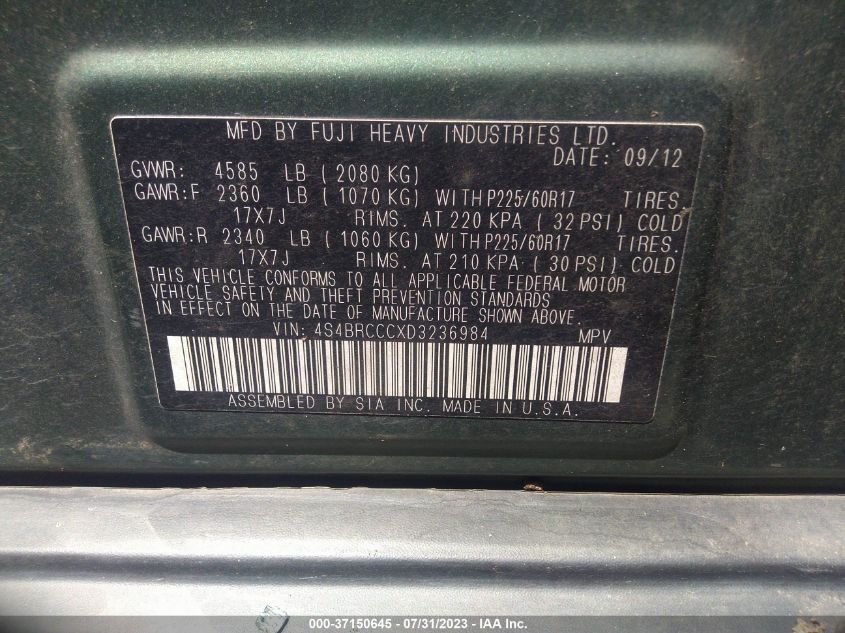 MFD BY FUJI HEAVY INDUSTRIES LTD.
DATE: 09/12
GVWR: 4585 LB ( 2080 KG)
GAWR:F 2360 LB ( 1070 KG) WITH P225/60R17 TIRES.
17X7J RIMS. AT 220 KPA ( 32 PSI) COLD
GAWR:R 2340 LB ( 1060 KG) WITH P225/60R17 TIRES.
17X7J RIMS. AT 210 KPA ( 30 PSI) COLD
THIS VEHICLE CONFORMS TO ALL APPLICABLE FEDERAL MOTOR
VEHICLE SAFETY AND THEFT PREVENTION STANDARDS
IN EFFECT ON THE DATE OF MANUFACTURE SHOWN ABOVE.
VIN: 4S4BRCCCXD3236984 MPV
ASSEMBLED BY SIA INC. MADE IN U.S.A.
000-37150645 - 07/31/2023 - IAA Inc.